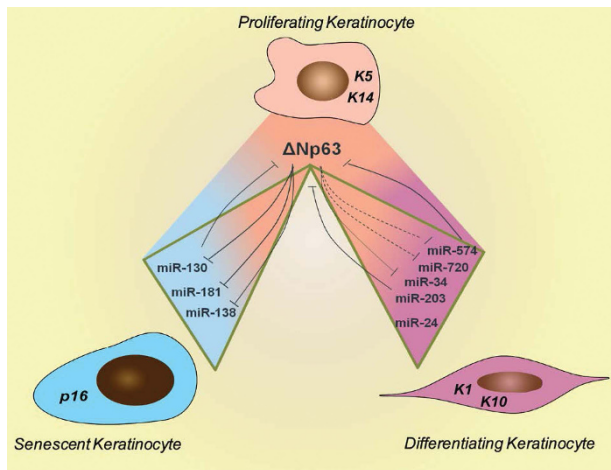 Proliferating Keratinocyte
K5
K14
ΔNp63
miR-574
miR-130
miR-720
miR-34
miR-181
miR-203
miR-138
miR-24
p16
K1
K10
Senescent Keratinocyte
Differentiating Keratinocyte